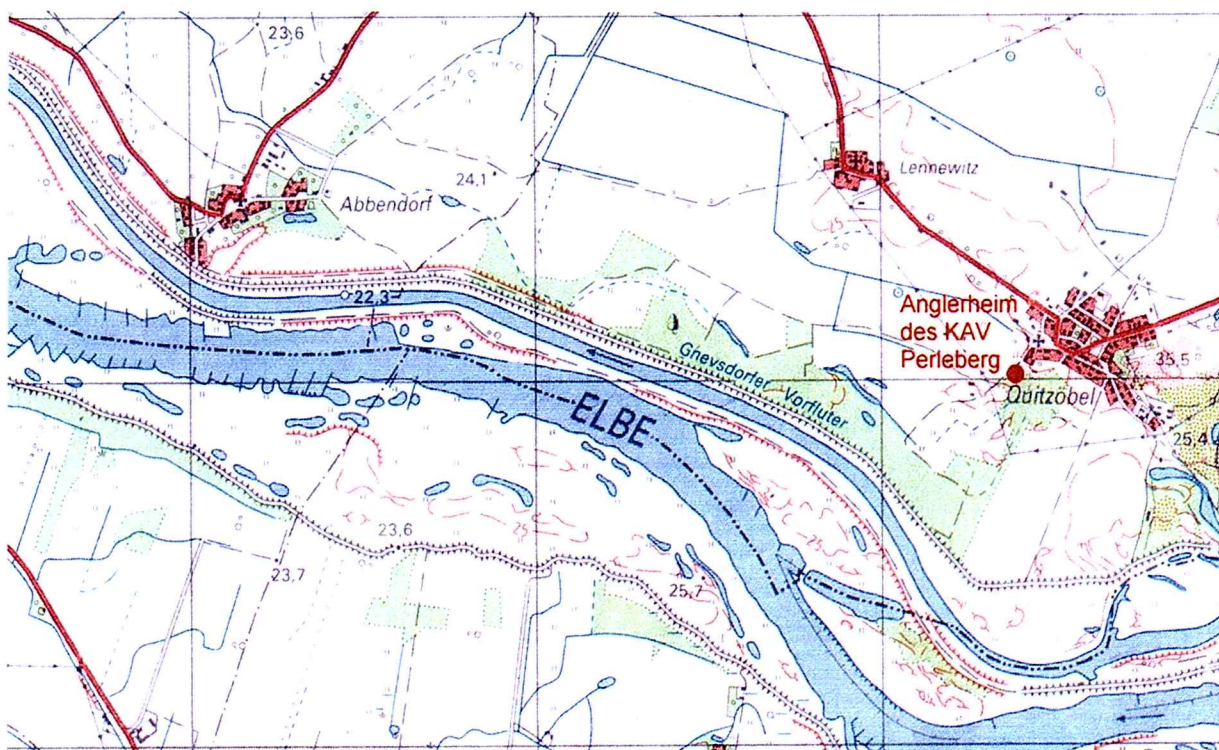 23,6
Lennewitz
24,1
Abbendorf
22,3
Anglerheim
des KAV
Perleberg
35,5
Gnevsdorfer Vorfluter
Quitzöbel
ELBE
25,4
23,6
23,7
25,7